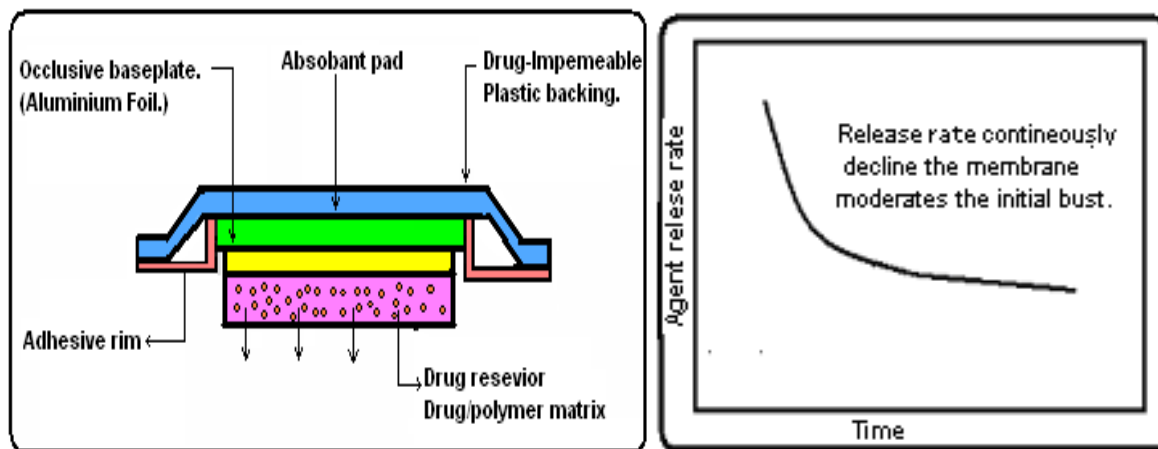 Occlusive baseplate.
(Aluminium Foil.)
Absobant pad
Drug-Impemeable
Plastic backing.
Adhesive rim
Drug resevior
Drug/polymer matrix
Agent relese rate
Release rate contineously
decline the membrane
moderates the initial bust.
Time